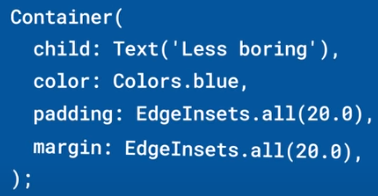 Container(
  child: Text('Less boring'),
  color: Colors.blue,
  padding: EdgeInsets.all(20.0),
  margin: EdgeInsets.all(20.0),
);